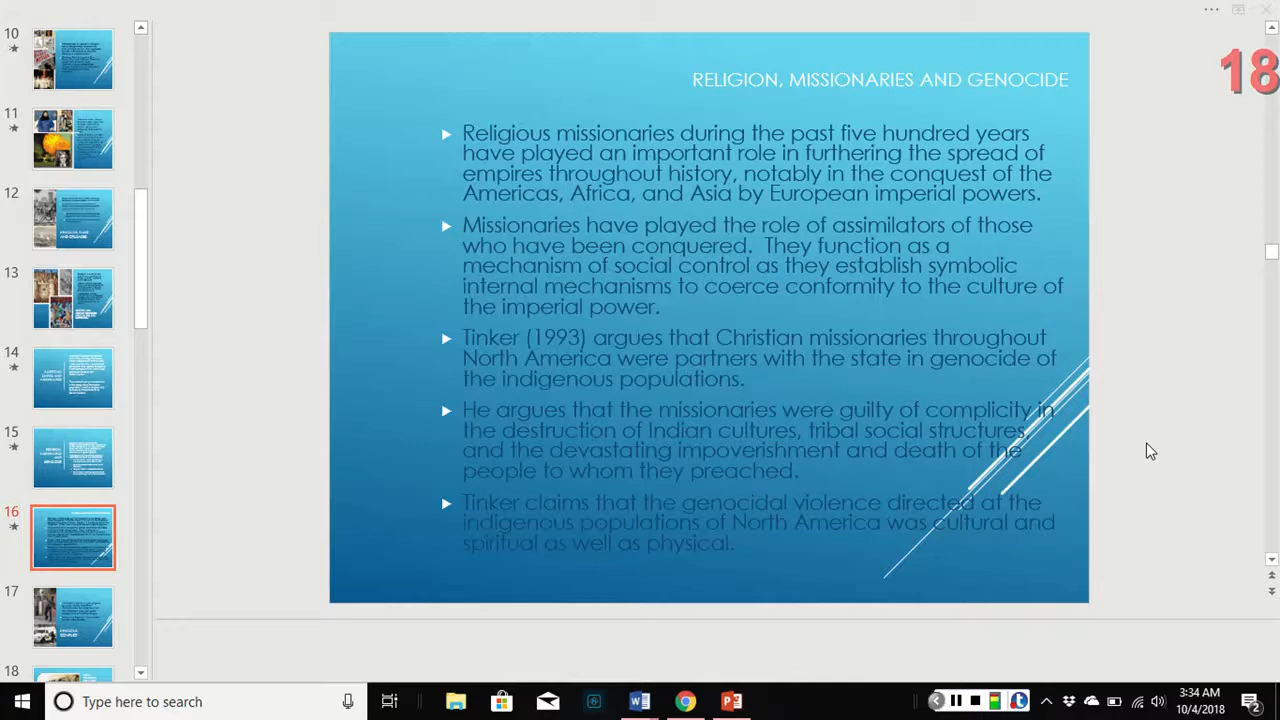 10
11
12
13
14
15
16
17
18
18
RELIGION, MISSIONARIES AND GENOCIDE
Religious missionaries during the past five hundred years
have played an important role in furthering the spread of
empires throughout history, notably in the conquest of the
Americas, Africa, and Asia by European imperial powers.
Missionaries have played the role of assimilators of those
who have been conquered. They function as a
mechanism of social control as they establish symbolic
internal mechanisms to coerce conformity to the culture of
the imperial power.
Tinker (1993) argues that Christian missionaries throughout
North America were partners with the state in genocide of
the indigenous populations.
He argues that the missionaries were guilty of complicity in
the destruction of Indian cultures, tribal social structures
and the devastating impoverishment and death of the
people to whom they preached.
Tinker claims that the genocidal violence directed at the
indigenous populations of North America was cultural and
spiritual as well as physical.
Type here to search
3:34 AM
10/4/2018
2